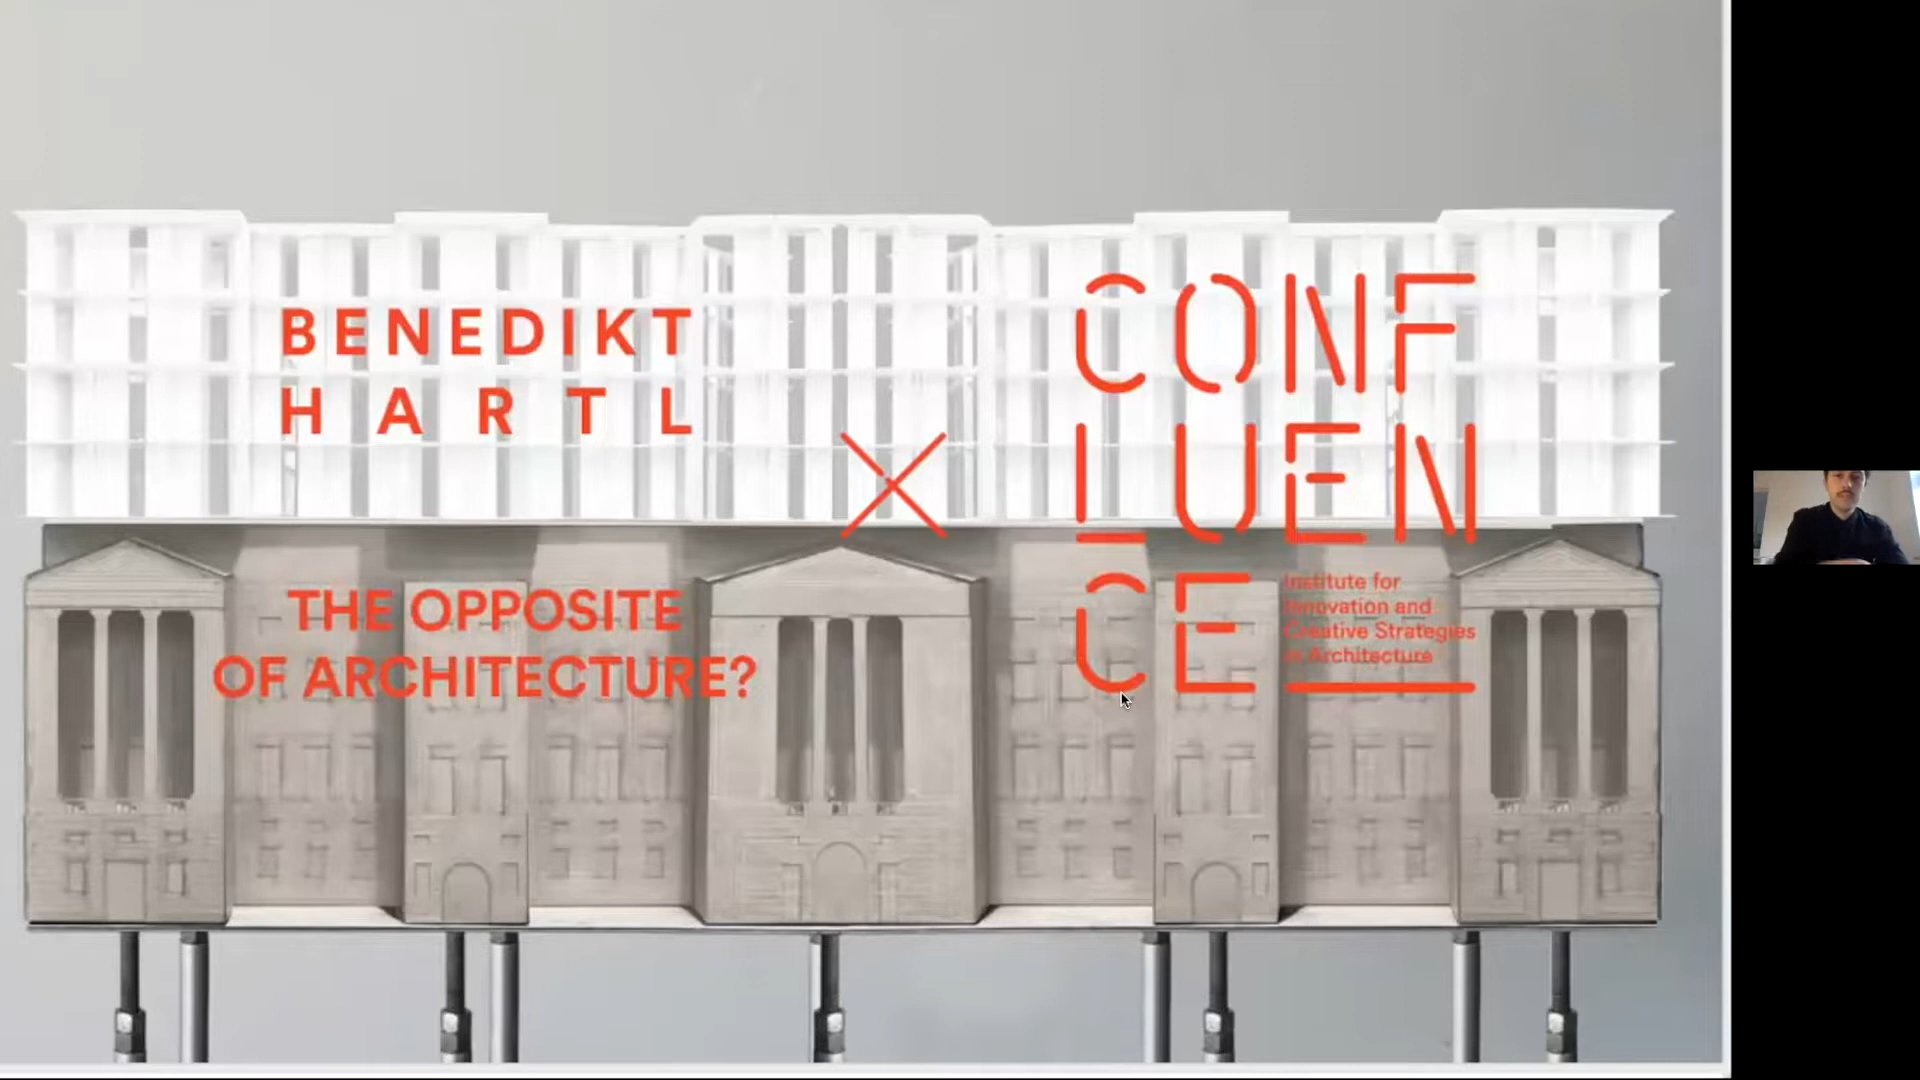 BENEDIKT
HARTL
THE OPPOSITE
OF ARCHITECTURE?
CONF
LUEN
CE
Institute for
Innovation and
Creative Strategies
in Architecture